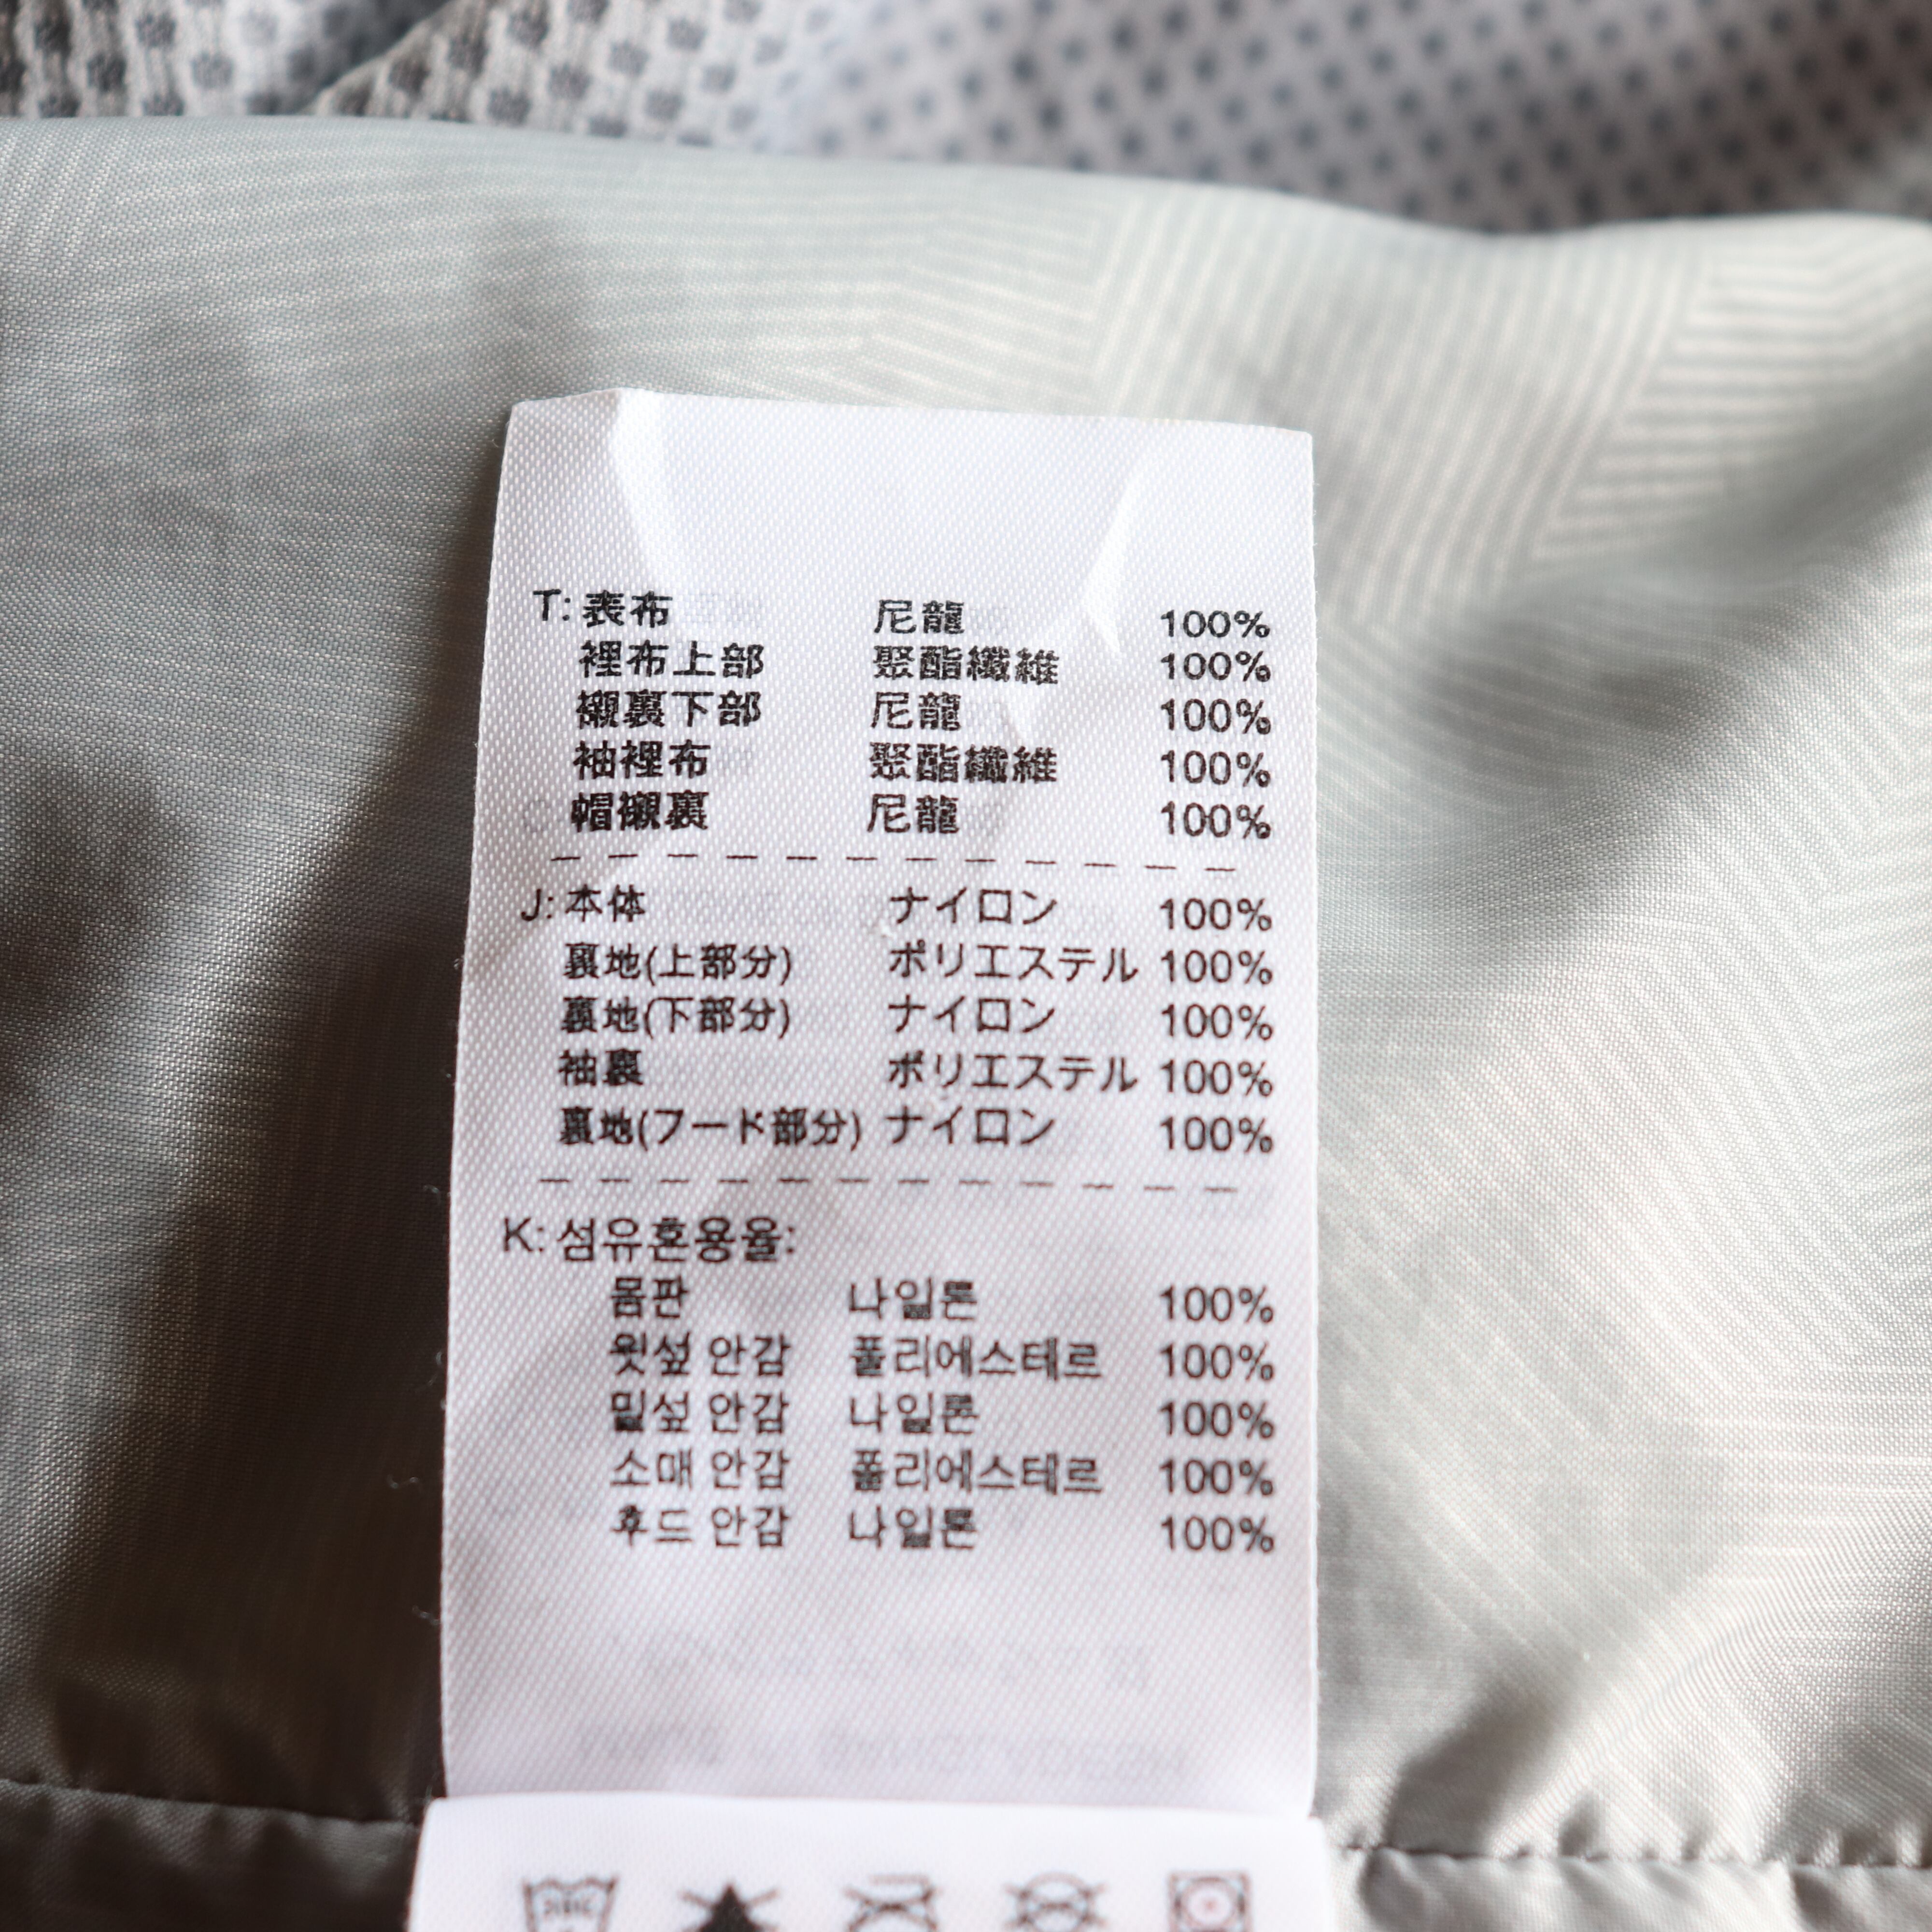 T: 表布 尼龍 100%
裡布上部 聚酯纖維 100%
襯裏下部 尼龍 100%
袖裡布 聚酯纖維 100%
帽襯裏 尼龍 100%
J: 本体 ナイロン 100%
裏地(上部分) ポリエステル 100%
裏地(下部分) ナイロン 100%
袖裏 ポリエステル 100%
裏地(フード部分) ナイロン 100%
K: 섬유혼용율:
몸판 나일론 100%
윗섶 안감 폴리에스테르 100%
밑섶 안감 나일론 100%
소매 안감 폴리에스테르 100%
후드 안감 나일론 100%